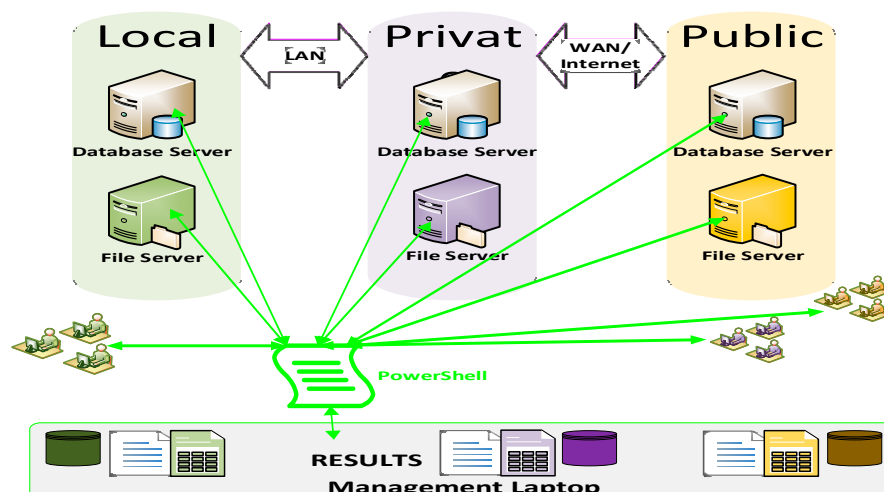 Local
LAN
Privat
WAN/
Internet
Public
Database Server
Database Server
Database Server
File Server
File Server
File Server
PowerShell
RESULTS
Management Laptop